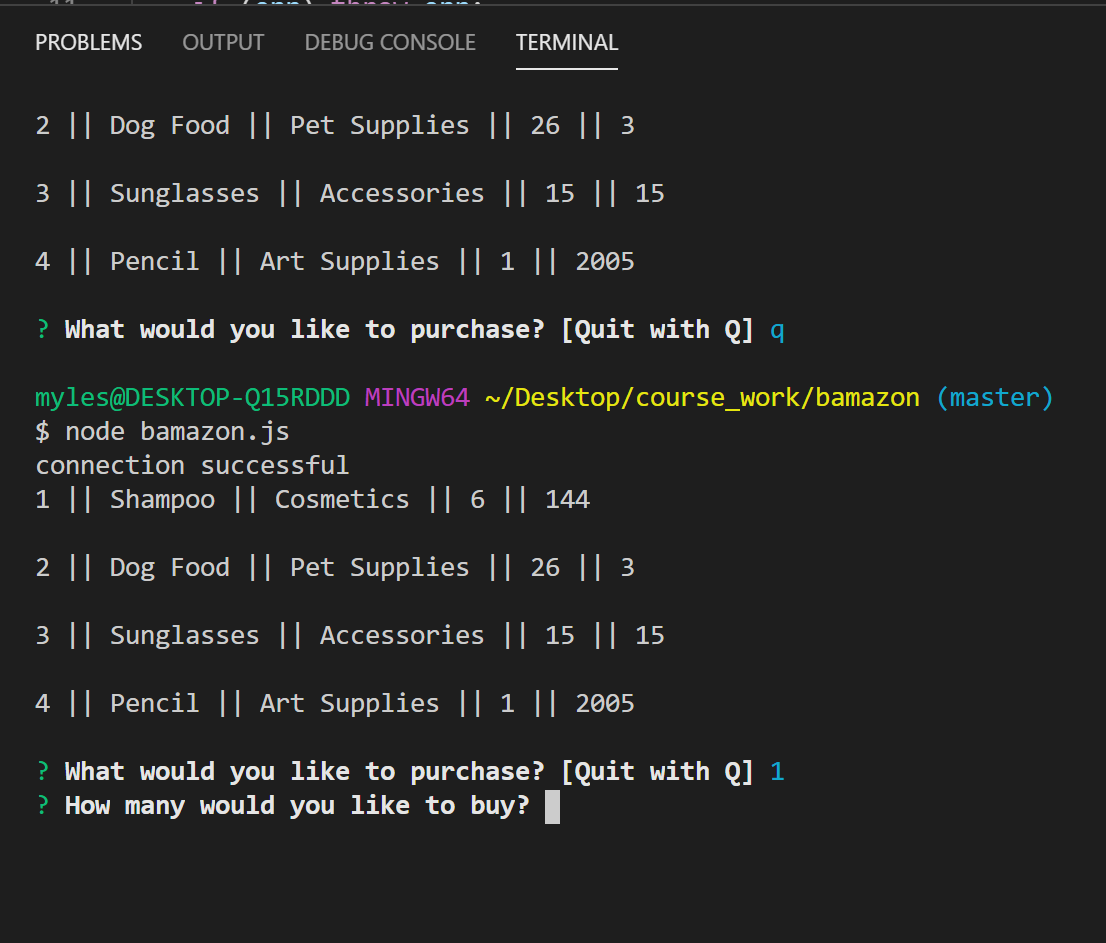 PROBLEMS OUTPUT DEBUG CONSOLE TERMINAL
2 || Dog Food || Pet Supplies || 26 || 3
3 || Sunglasses || Accessories || 15 || 15
4 || Pencil || Art Supplies || 1 || 2005
? What would you like to purchase? [Quit with Q] q
myles@DESKTOP-Q15RDDD MINGW64 ~/Desktop/course_work/bamazon (master)
$ node bamazon.js
connection successful
1 || Shampoo || Cosmetics || 6 || 144
2 || Dog Food || Pet Supplies || 26 || 3
3 || Sunglasses || Accessories || 15 || 15
4 || Pencil || Art Supplies || 1 || 2005
? What would you like to purchase? [Quit with Q] 1
? How many would you like to buy?